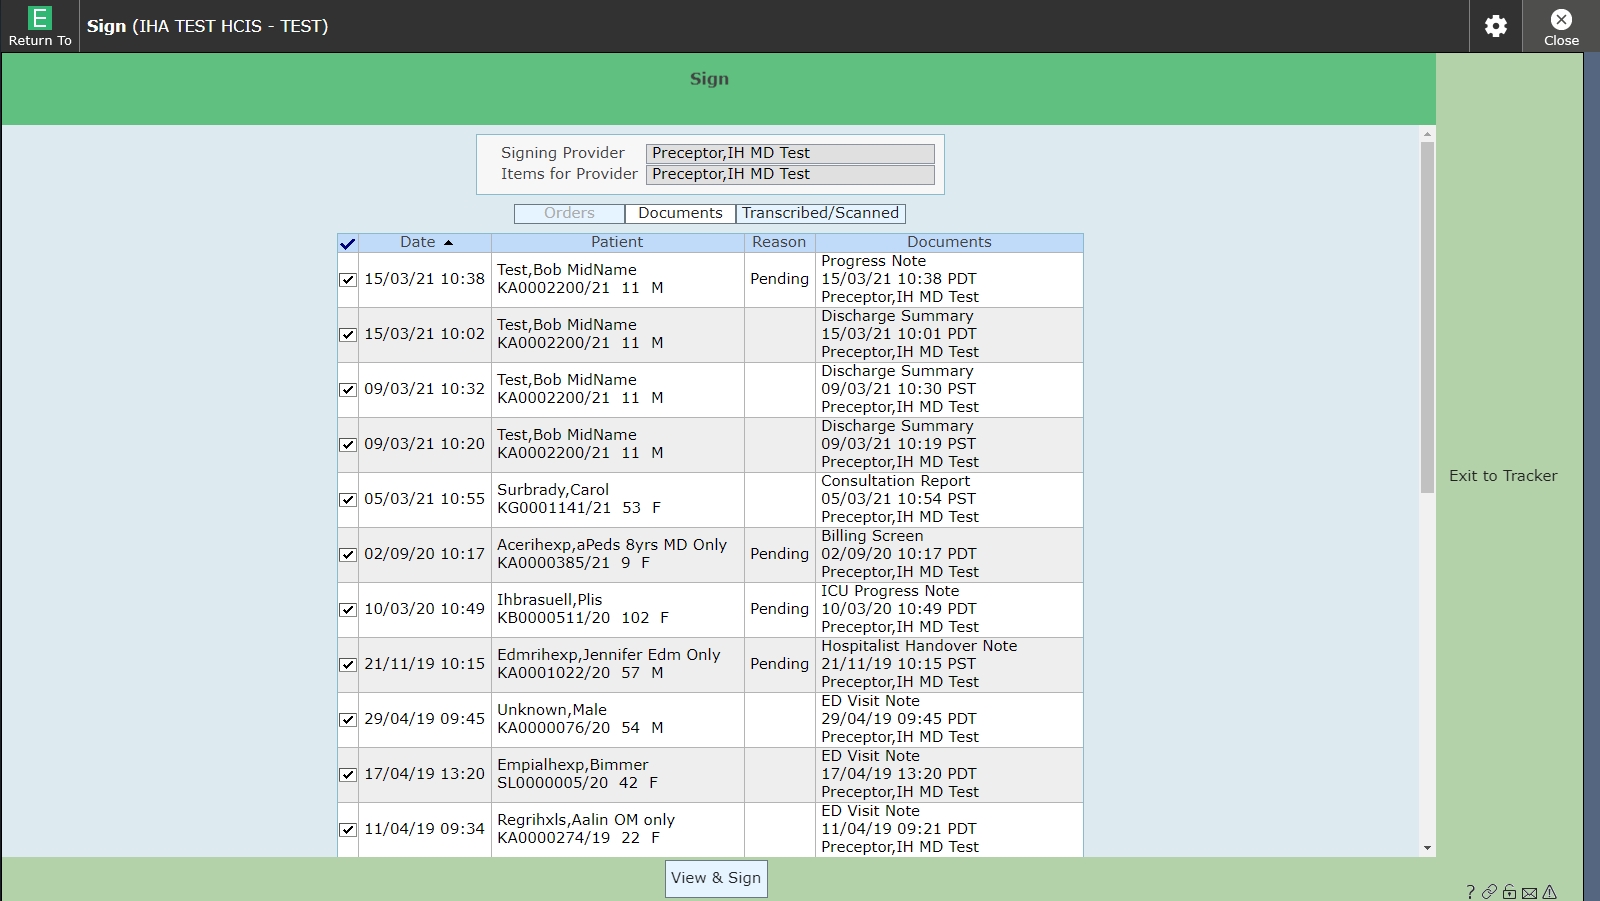 E
Return To
Sign (IHA TEST HCIS - TEST)
Close
Sign
Signing Provider Preceptor,IH MD Test
Items for Provider Preceptor,IH MD Test
Orders Documents Transcribed/Scanned
Date Patient Reason Documents
15/03/21 10:38
Test,Bob MidName
KA0002200/21 11 M
Pending
Progress Note
15/03/21 10:38 PDT
Preceptor,IH MD Test
15/03/21 10:02
Test,Bob MidName
KA0002200/21 11 M
Discharge Summary
15/03/21 10:01 PDT
Preceptor,IH MD Test
09/03/21 10:32
Test,Bob MidName
KA0002200/21 11 M
Discharge Summary
09/03/21 10:30 PST
Preceptor,IH MD Test
09/03/21 10:20
Test,Bob MidName
KA0002200/21 11 M
Discharge Summary
09/03/21 10:19 PST
Preceptor,IH MD Test
05/03/21 10:55
Surbrady,Carol
KG0001141/21 53 F
Consultation Report
05/03/21 10:54 PST
Preceptor,IH MD Test
02/09/20 10:17
Acerihexp,aPeds 8yrs MD Only
KA0000385/21 9 F
Pending
Billing Screen
02/09/20 10:17 PDT
Preceptor,IH MD Test
10/03/20 10:49
Ihbrasuell,Plis
KB0000511/20 102 F
Pending
ICU Progress Note
10/03/20 10:49 PDT
Preceptor,IH MD Test
21/11/19 10:15
Edmrihexp,Jennifer Edm Only
KA0001022/20 57 M
Pending
Hospitalist Handover Note
21/11/19 10:15 PST
Preceptor,IH MD Test
29/04/19 09:45
Unknown,Male
KA0000076/20 54 M
ED Visit Note
29/04/19 09:45 PDT
Preceptor,IH MD Test
17/04/19 13:20
Empialhexp,Bimmer
SL0000005/20 42 F
ED Visit Note
17/04/19 13:20 PDT
Preceptor,IH MD Test
11/04/19 09:34
Regrihxls,Aalin OM only
KA0000274/19 22 F
ED Visit Note
11/04/19 09:21 PDT
Preceptor,IH MD Test
Exit to Tracker
View & Sign
?